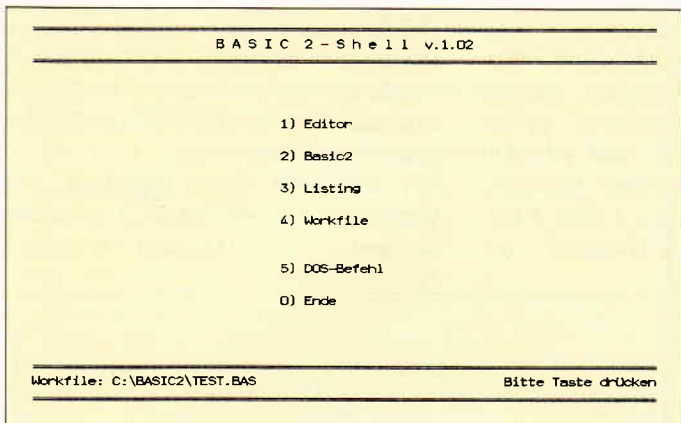 B A S I C 2 - S h e l l v.1.02
1) Editor
2) Basic2
3) Listing
4) Workfile
5) DOS-Befehl
0) Ende
Workfile: C:\BASIC2\TEST.BAS Bitte Taste drücken